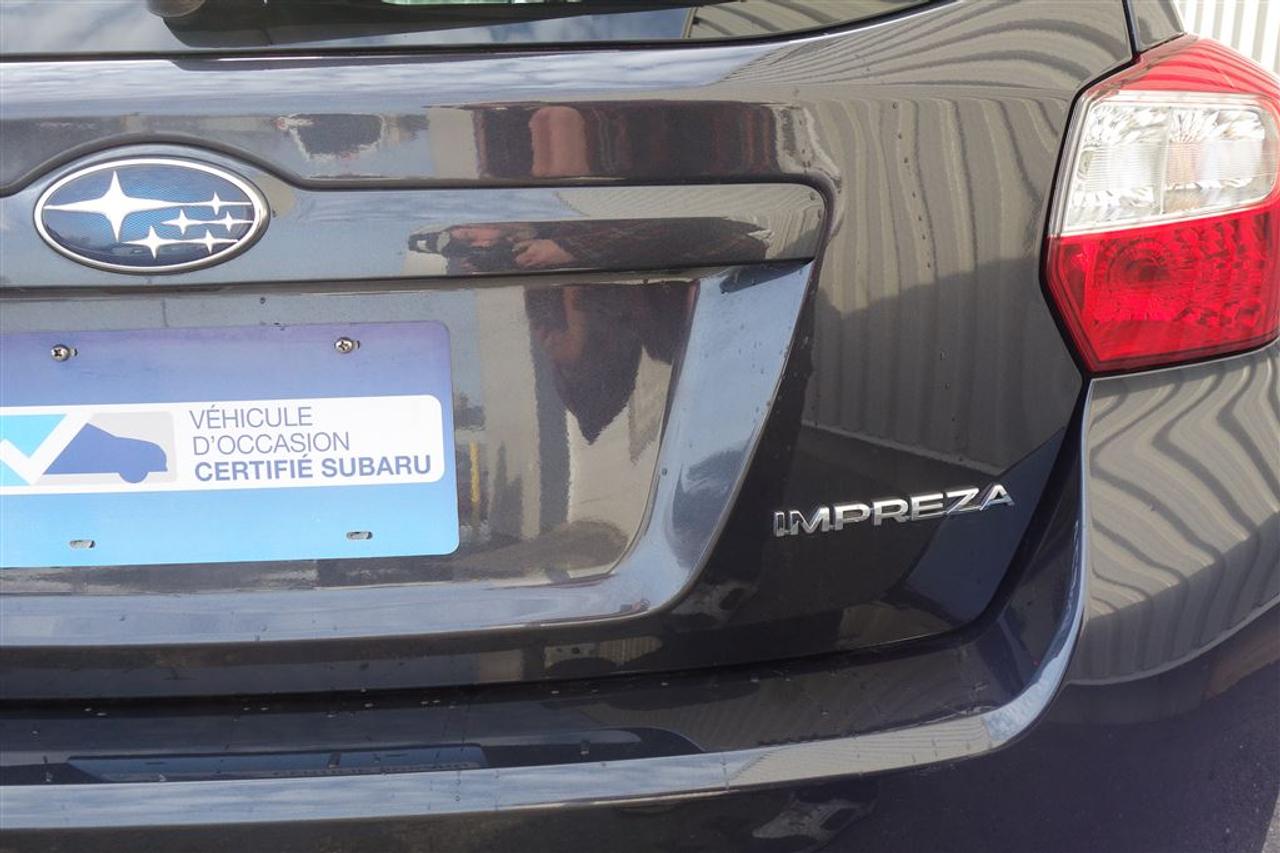 VÉHICULE
D'OCCASION
CERTIFIÉ SUBARU
IMPREZA